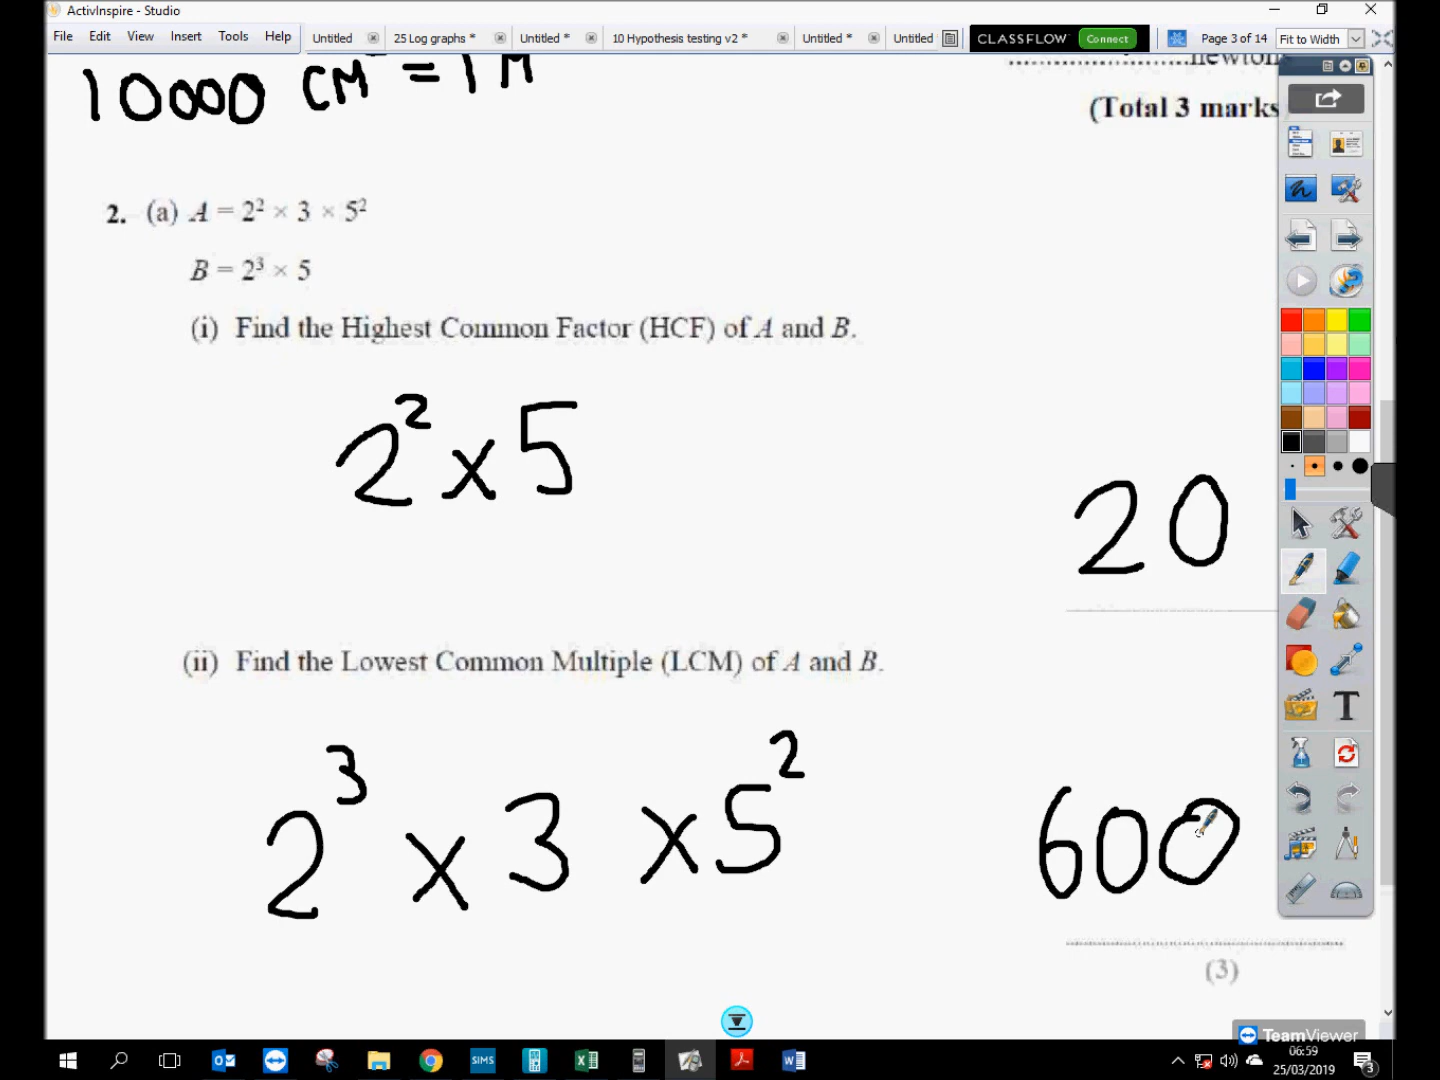 ActivInspire - Studio
File Edit View Insert Tools Help Untitled 25 Log graphs * Untitled * 10 Hypothesis testing v2 * Untitled * Untitled CLASSFLOW Connect Page 3 of 14 Fit to Width
10000 CM = 1 M
(Total 3 marks
2. (a) A = 2² × 3 × 5²
B = 2³ × 5
(i) Find the Highest Common Factor (HCF) of A and B.
2² × 5
20
(ii) Find the Lowest Common Multiple (LCM) of A and B.
2³ × 3 × 5²
600
(3)
TeamViewer
SIMS
06:59
25/03/2019
3